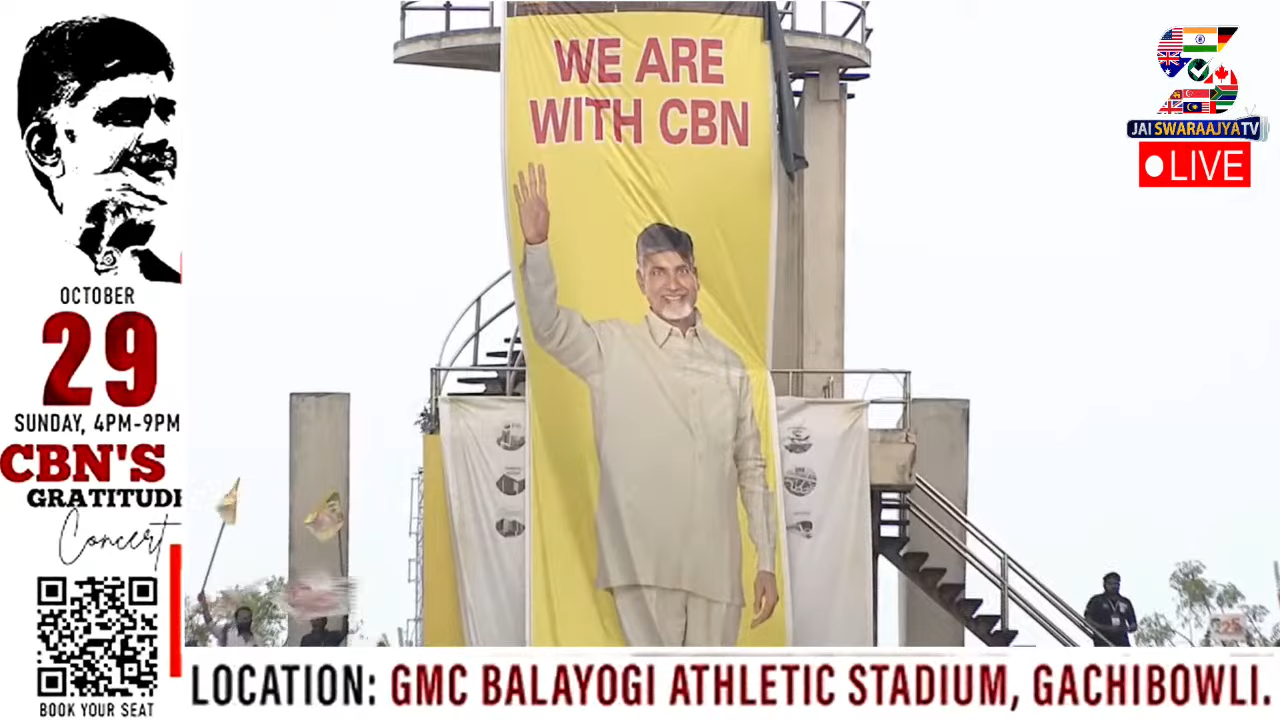 WE ARE
WITH CBN
JAI SWARAAJYA TV
LIVE
OCTOBER
29
SUNDAY, 4PM-9PM
CBN'S
GRATITUDE
Concert
BOOK YOUR SEAT
LOCATION: GMC BALAYOGI ATHLETIC STADIUM, GACHIBOWLI.
25